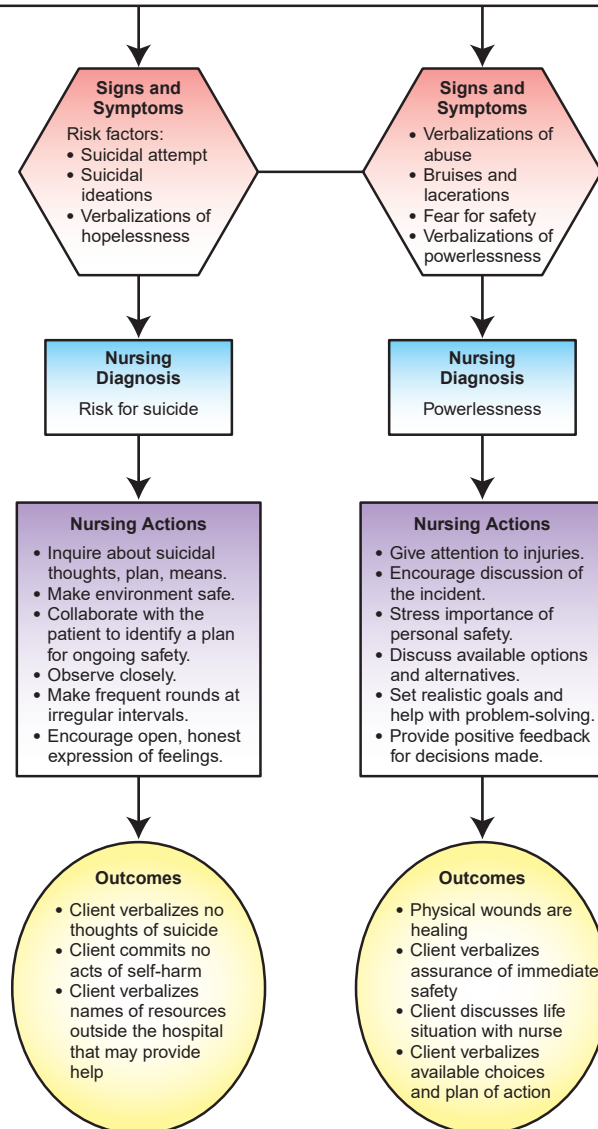 Signs and
Symptoms
Risk factors:
• Suicidal attempt
• Suicidal
ideations
• Verbalizations of
hopelessness
Signs and
Symptoms
• Verbalizations of
abuse
• Bruises and
lacerations
• Fear for safety
• Verbalizations of
powerlessness
Nursing
Diagnosis
Risk for suicide
Nursing
Diagnosis
Powerlessness
Nursing Actions
• Inquire about suicidal
thoughts, plan, means.
• Make environment safe.
• Collaborate with the
patient to identify a plan
for ongoing safety.
• Observe closely.
• Make frequent rounds at
irregular intervals.
• Encourage open, honest
expression of feelings.
Nursing Actions
• Give attention to injuries.
• Encourage discussion of
the incident.
• Stress importance of
personal safety.
• Discuss available options
and alternatives.
• Set realistic goals and
help with problem-solving.
• Provide positive feedback
for decisions made.
Outcomes
• Client verbalizes no
thoughts of suicide
• Client commits no
acts of self-harm
• Client verbalizes
names of resources
outside the hospital
that may provide
help
Outcomes
• Physical wounds are
healing
• Client verbalizes
assurance of immediate
safety
• Client discusses life
situation with nurse
• Client verbalizes
available choices
and plan of action